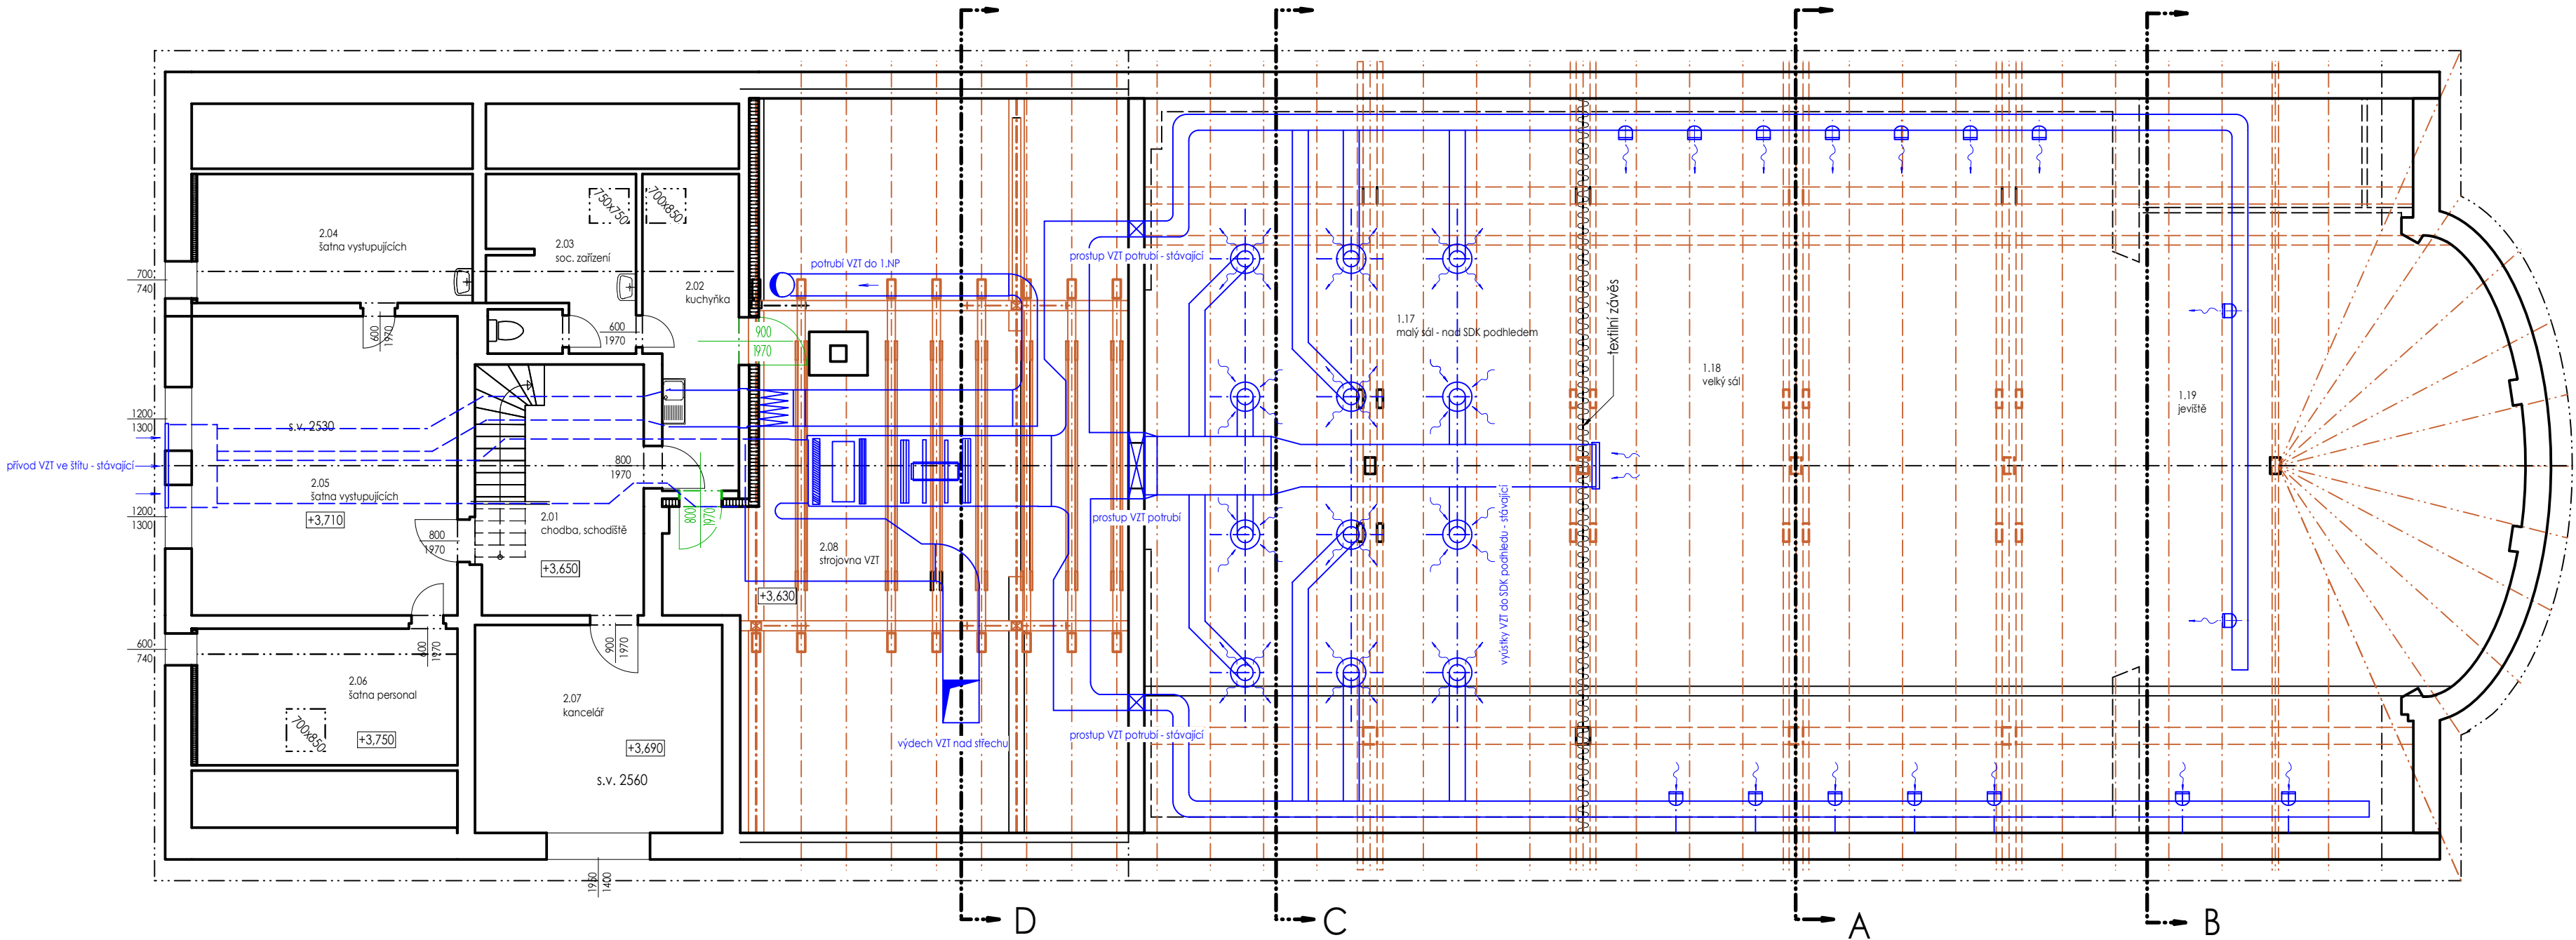 2.04
šatna vystupujících
2.03
soc. zařízení
750x750
700x850
2.02
kuchyňka
potrubí VZT do 1.NP
prostup VZT potrubí - stávající
700
740
600
1970
600
1970
900
1970
1.17
malý sál - nad SDK podhledem
textilní závěs
1.18
velký sál
1.19
jeviště
1200
1300
s.v. 2530
přívod VZT ve štítu - stávající
800
1970
2.05
šatna vystupujících
+3,710
1200
1300
2.01
chodba, schodiště
+3,650
800
1970
800
1970
prostup VZT potrubí
2.08
strojovna VZT
+3,630
vyústky VZT do SDK podhledu - stávající
600
740
600
1970
900
1970
2.06
šatna personal
700x850
+3,750
2.07
kancelář
+3,690
s.v. 2560
výdech VZT nad střechu
prostup VZT potrubí - stávající
1950
1400
D
C
A
B